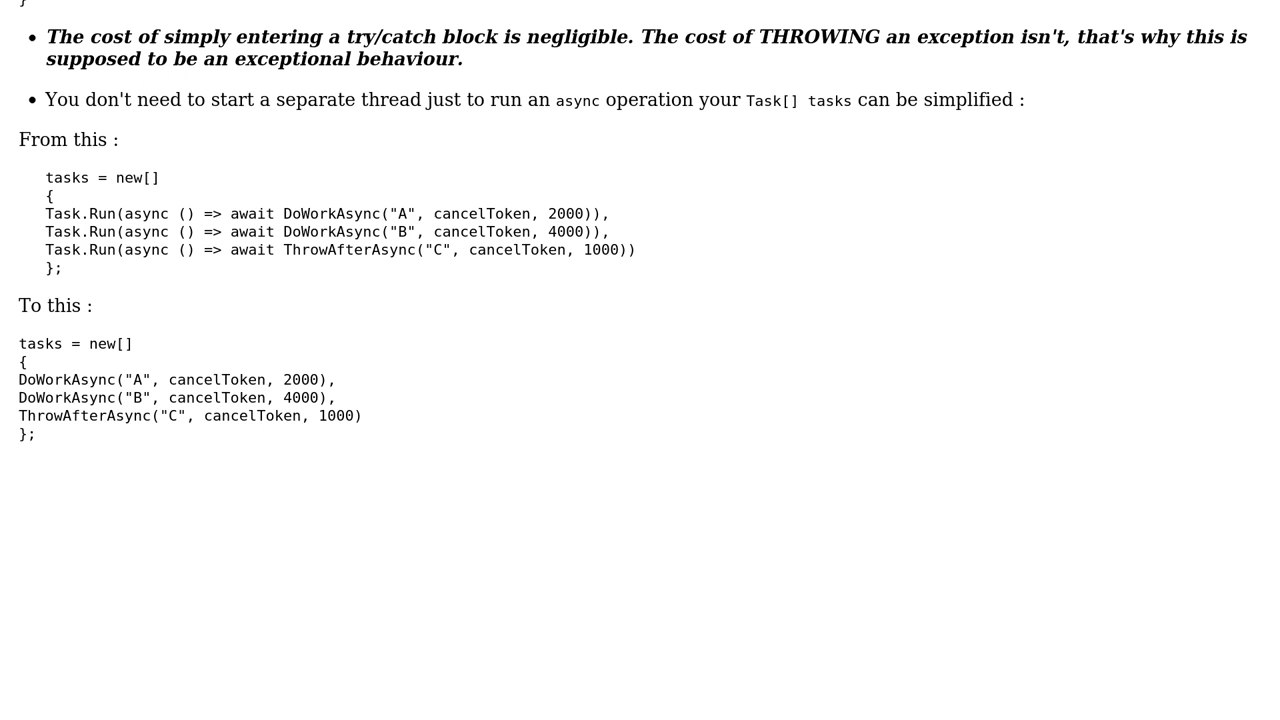 }
• The cost of simply entering a try/catch block is negligible. The cost of THROWING an exception isn't, that's why this is
supposed to be an exceptional behaviour.
• You don't need to start a separate thread just to run an async operation your Task[] tasks can be simplified :
From this :
tasks = new[]
{
Task.Run(async () => await DoWorkAsync("A", cancelToken, 2000)),
Task.Run(async () => await DoWorkAsync("B", cancelToken, 4000)),
Task.Run(async () => await ThrowAfterAsync("C", cancelToken, 1000))
};
To this :
tasks = new[]
{
DoWorkAsync("A", cancelToken, 2000),
DoWorkAsync("B", cancelToken, 4000),
ThrowAfterAsync("C", cancelToken, 1000)
};